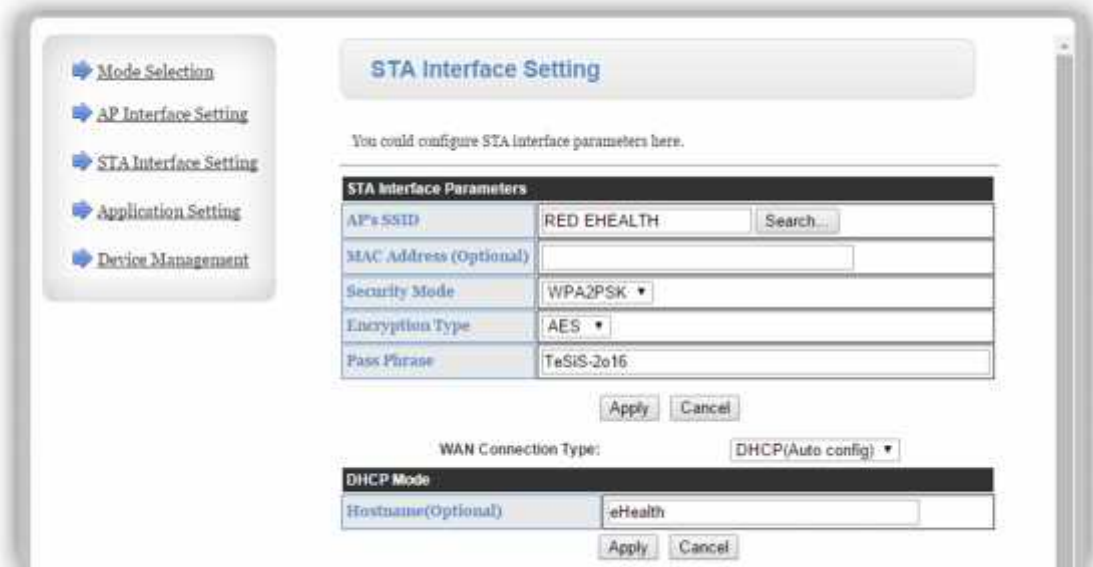 Mode Selection
AP Interface Setting
STA Interface Setting
Application Setting
Device Management
STA Interface Setting
You could configure STA interface parameters here.
STA Interface Parameters
AP's SSID RED EHEALTH Search...
MAC Address (Optional)
Security Mode WPA2PSK
Encryption Type AES
Pass Phrase TeSiS-2o16
Apply Cancel
WAN Connection Type: DHCP(Auto config)
DHCP Mode
Hostname(Optional) eHealth
Apply Cancel